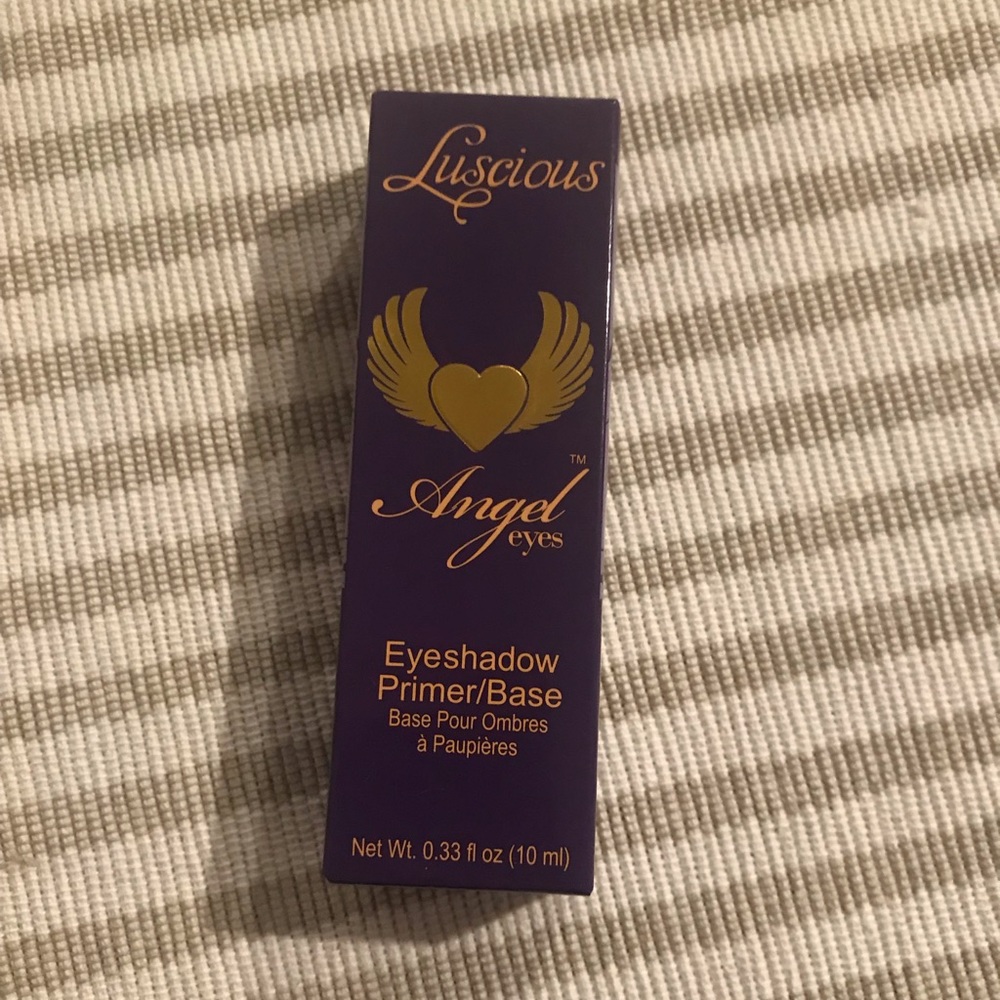 Luscious
TM
Angel
eyes
Eyeshadow
Primer/Base
Base Pour Ombres
à Paupières
Net Wt. 0.33 fl oz (10 ml)